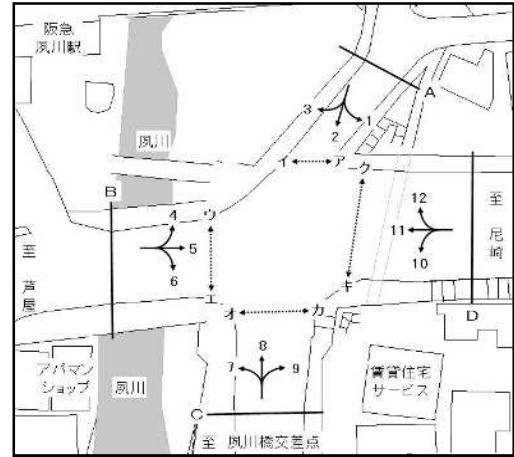 阪急
夙川駅
夙川
A
3
2
1
イ
ア
ク
B
4
5
6
ウ
エ
至 芦屋
12
11
10
至 尼崎
オ
カ
キ
D
8
7
9
C
アパマン
ショップ
夙川
賃貸住宅
サービス
至 夙川橋交差点